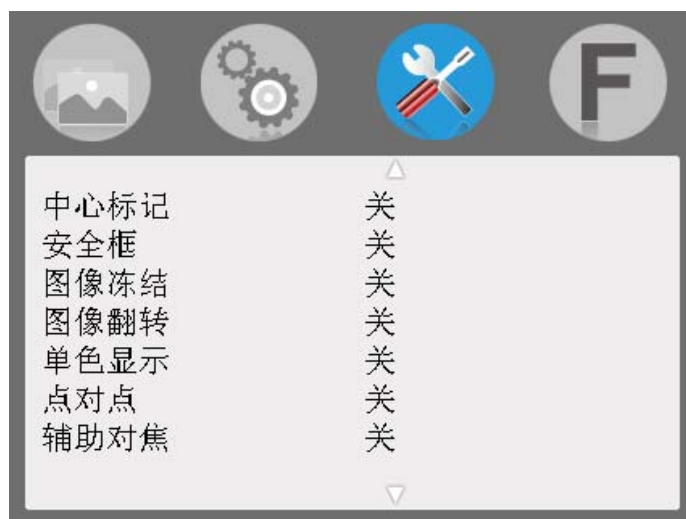 F
中心标记 关
安全框 关
图像冻结 关
图像翻转 关
单色显示 关
点对点 关
辅助对焦 关